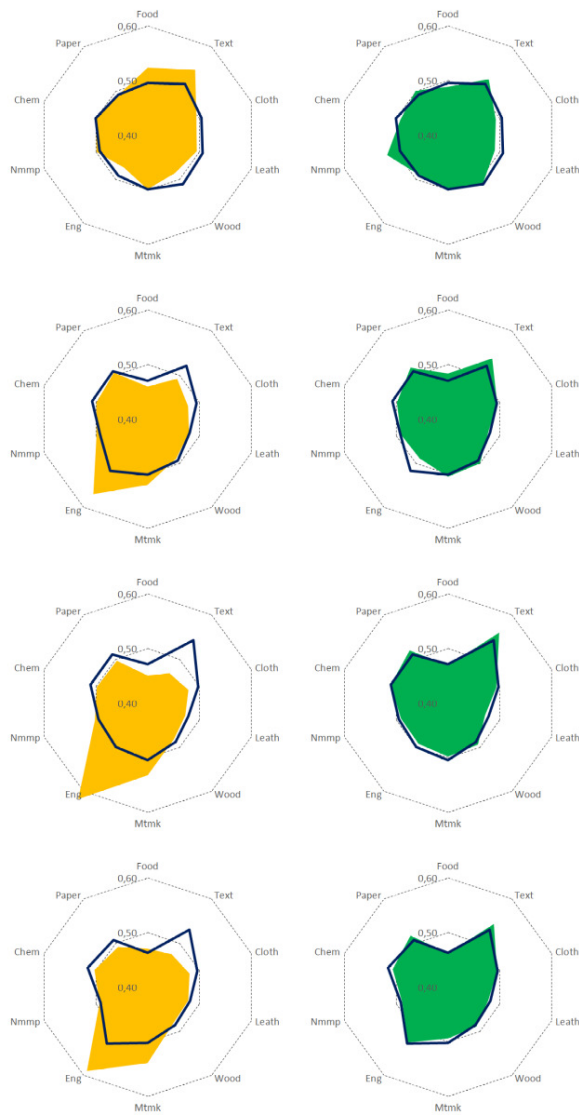 Food
Food
0,60
0,60
Paper
Text
Paper
Text
0,50
0,50
Chem
Cloth
Chem
Cloth
0,40
0,40
Nmmp
Leath
Nmmp
Leath
Eng
Wood
Eng
Wood
Mtmk
Mtmk
Food
Food
0,60
0,60
Paper
Text
Paper
Text
0,50
0,50
Chem
Cloth
Chem
Cloth
0,40
0,40
Nmmp
Leath
Nmmp
Leath
Eng
Wood
Eng
Wood
Mtmk
Mtmk
Food
Food
0,60
0,60
Paper
Text
Paper
Text
0,50
0,50
Chem
Cloth
Chem
Cloth
0,40
0,40
Nmmp
Leath
Nmmp
Leath
Eng
Wood
Eng
Wood
Mtmk
Mtmk
Food
Food
0,60
0,60
Paper
Text
Paper
Text
0,50
0,50
Chem
Cloth
Chem
Cloth
0,40
0,40
Nmmp
Leath
Nmmp
Leath
Eng
Wood
Eng
Wood
Mtmk
Mtmk